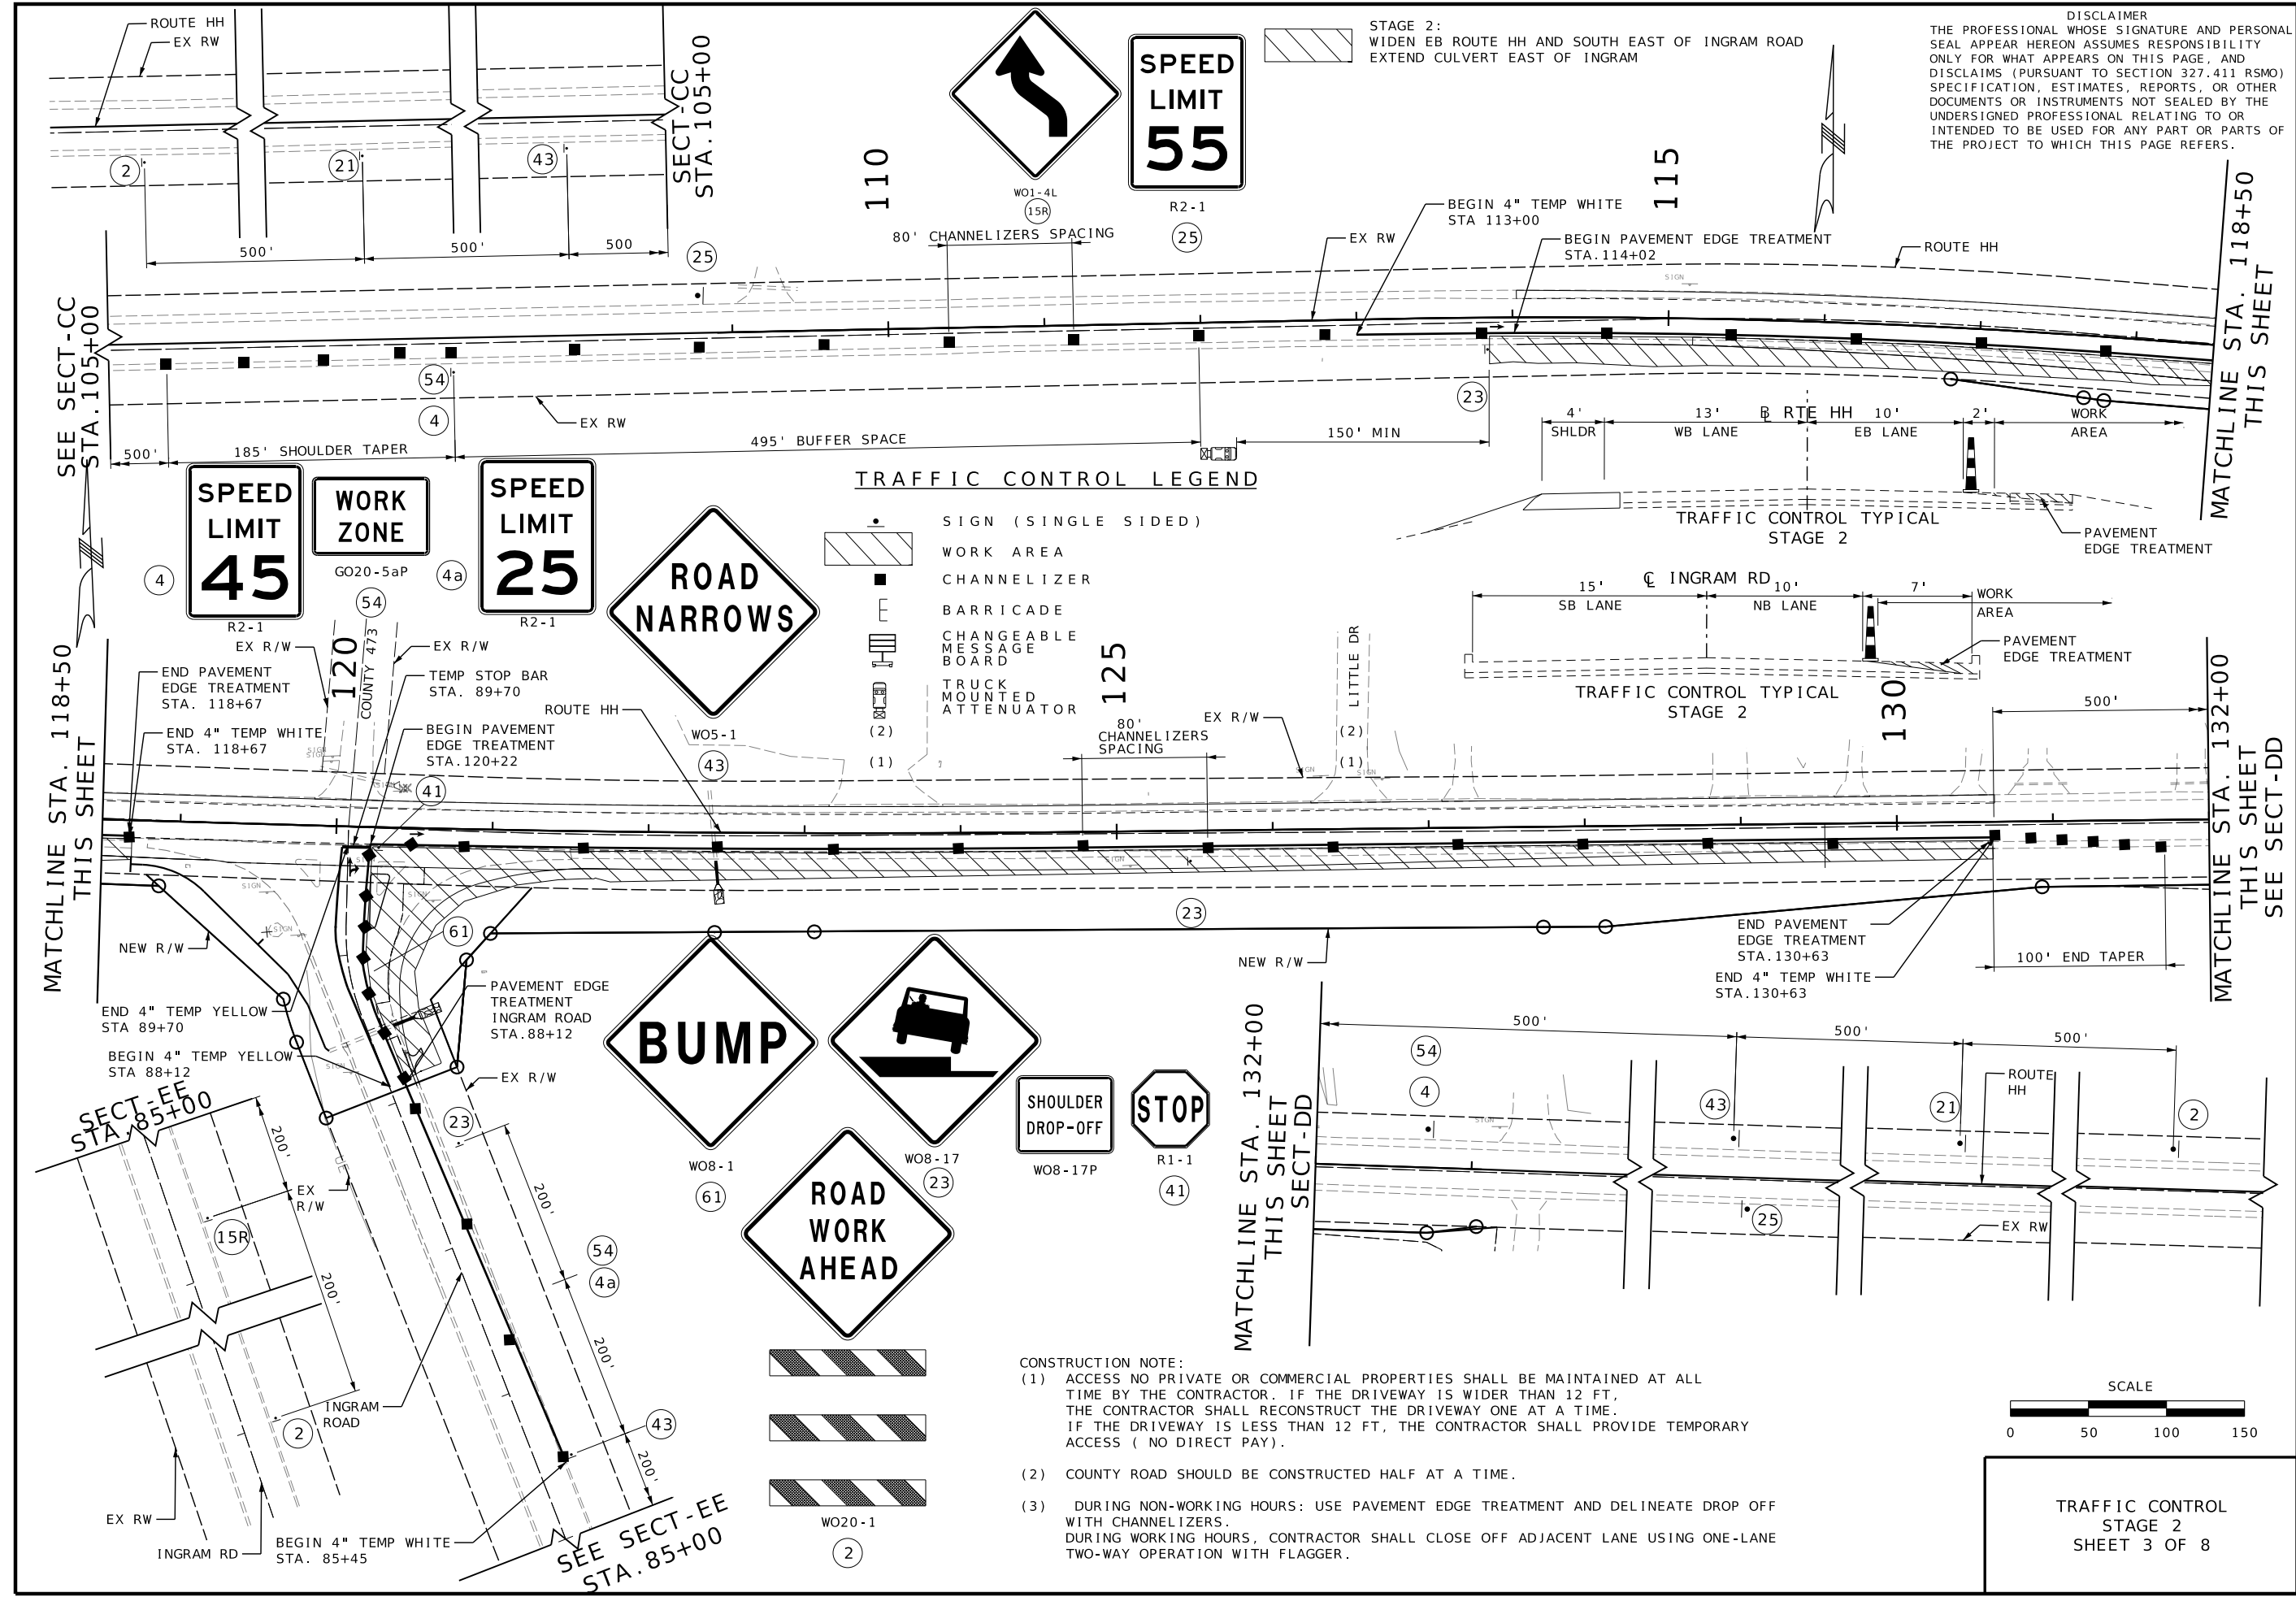 ROUTE HH
EX RW
2
21
43
500'
500'
500
SECT-CC
STA.105+00
WO1-4L
15R
SPEED
LIMIT
55
R2-1
25
STAGE 2:
WIDEN EB ROUTE HH AND SOUTH EAST OF INGRAM ROAD
EXTEND CULVERT EAST OF INGRAM
DISCLAIMER
THE PROFESSIONAL WHOSE SIGNATURE AND PERSONAL
SEAL APPEAR HEREON ASSUMES RESPONSIBILITY
ONLY FOR WHAT APPEARS ON THIS PAGE, AND
DISCLAIMS (PURSUANT TO SECTION 327.411 RSMO)
SPECIFICATION, ESTIMATES, REPORTS, OR OTHER
DOCUMENTS OR INSTRUMENTS NOT SEALED BY THE
UNDERSIGNED PROFESSIONAL RELATING TO OR
INTENDED TO BE USED FOR ANY PART OR PARTS OF
THE PROJECT TO WHICH THIS PAGE REFERS.
SEE SECT-CC
STA.105+00
25
110
80' CHANNELIZERS SPACING
EX RW
BEGIN 4" TEMP WHITE
STA 113+00
115
BEGIN PAVEMENT EDGE TREATMENT
STA.114+02
ROUTE HH
SIGN
MATCHLINE STA. 118+50
THIS SHEET
54
4
EX RW
23
500'
185' SHOULDER TAPER
495' BUFFER SPACE
150' MIN
4'
13'
℄ RTE HH
10'
2'
WORK
AREA
SHLDR
WB LANE
EB LANE
TRAFFIC CONTROL TYPICAL
STAGE 2
PAVEMENT
EDGE TREATMENT
4
SPEED
LIMIT
45
R2-1
WORK
ZONE
GO20-5aP
54
4a
SPEED
LIMIT
25
R2-1
ROAD
NARROWS
WO5-1
43
TRAFFIC CONTROL LEGEND
SIGN (SINGLE SIDED)
WORK AREA
CHANNELIZER
BARRICADE
CHANGEABLE
MESSAGE
BOARD
TRUCK
MOUNTED
ATTENUATOR
15'
℄ INGRAM RD
10'
7'
WORK
AREA
SB LANE
NB LANE
PAVEMENT
EDGE TREATMENT
TRAFFIC CONTROL TYPICAL
STAGE 2
MATCHLINE STA. 118+50
THIS SHEET
END PAVEMENT
EDGE TREATMENT
STA. 118+67
END 4" TEMP WHITE
STA. 118+67
EX R/W
120
COUNTY 473
EX R/W
TEMP STOP BAR
STA. 89+70
BEGIN PAVEMENT
EDGE TREATMENT
STA.120+22
41
ROUTE HH
(2)
(1)
125
80'
CHANNELIZERS
SPACING
EX R/W
LITTLE DR
(2)
(1)
130
500'
MATCHLINE STA. 132+00
THIS SHEET
SEE SECT-DD
SIGN
SIGN
SIGN
SIGN
SIGN
SIGN
SIGN
SIGN
SIGN
SIGN
SIGN
NEW R/W
61
23
NEW R/W
END PAVEMENT
EDGE TREATMENT
STA.130+63
END 4" TEMP WHITE
STA.130+63
100' END TAPER
END 4" TEMP YELLOW
STA 89+70
BEGIN 4" TEMP YELLOW
STA 88+12
PAVEMENT EDGE
TREATMENT
INGRAM ROAD
STA.88+12
EX R/W
BUMP
WO8-1
61
WO8-17
23
SHOULDER
DROP-OFF
WO8-17P
STOP
R1-1
41
ROAD
WORK
AHEAD
WO20-1
2
SECT-EE
STA.85+00
200'
EX
R/W
15R
200'
2
INGRAM
ROAD
EX RW
INGRAM RD
BEGIN 4" TEMP WHITE
STA. 85+45
23
200'
54
4a
200'
43
200'
SEE SECT-EE
STA.85+00
MATCHLINE STA. 132+00
THIS SHEET
SECT-DD
500'
500'
500'
54
4
43
21
2
ROUTE
HH
SIGN
25
EX RW
CONSTRUCTION NOTE:
(1) ACCESS NO PRIVATE OR COMMERCIAL PROPERTIES SHALL BE MAINTAINED AT ALL
TIME BY THE CONTRACTOR. IF THE DRIVEWAY IS WIDER THAN 12 FT,
THE CONTRACTOR SHALL RECONSTRUCT THE DRIVEWAY ONE AT A TIME.
IF THE DRIVEWAY IS LESS THAN 12 FT, THE CONTRACTOR SHALL PROVIDE TEMPORARY
ACCESS ( NO DIRECT PAY).
(2) COUNTY ROAD SHOULD BE CONSTRUCTED HALF AT A TIME.
(3) DURING NON-WORKING HOURS: USE PAVEMENT EDGE TREATMENT AND DELINEATE DROP OFF
WITH CHANNELIZERS.
DURING WORKING HOURS, CONTRACTOR SHALL CLOSE OFF ADJACENT LANE USING ONE-LANE
TWO-WAY OPERATION WITH FLAGGER.
SCALE
0 50 100 150
TRAFFIC CONTROL
STAGE 2
SHEET 3 OF 8